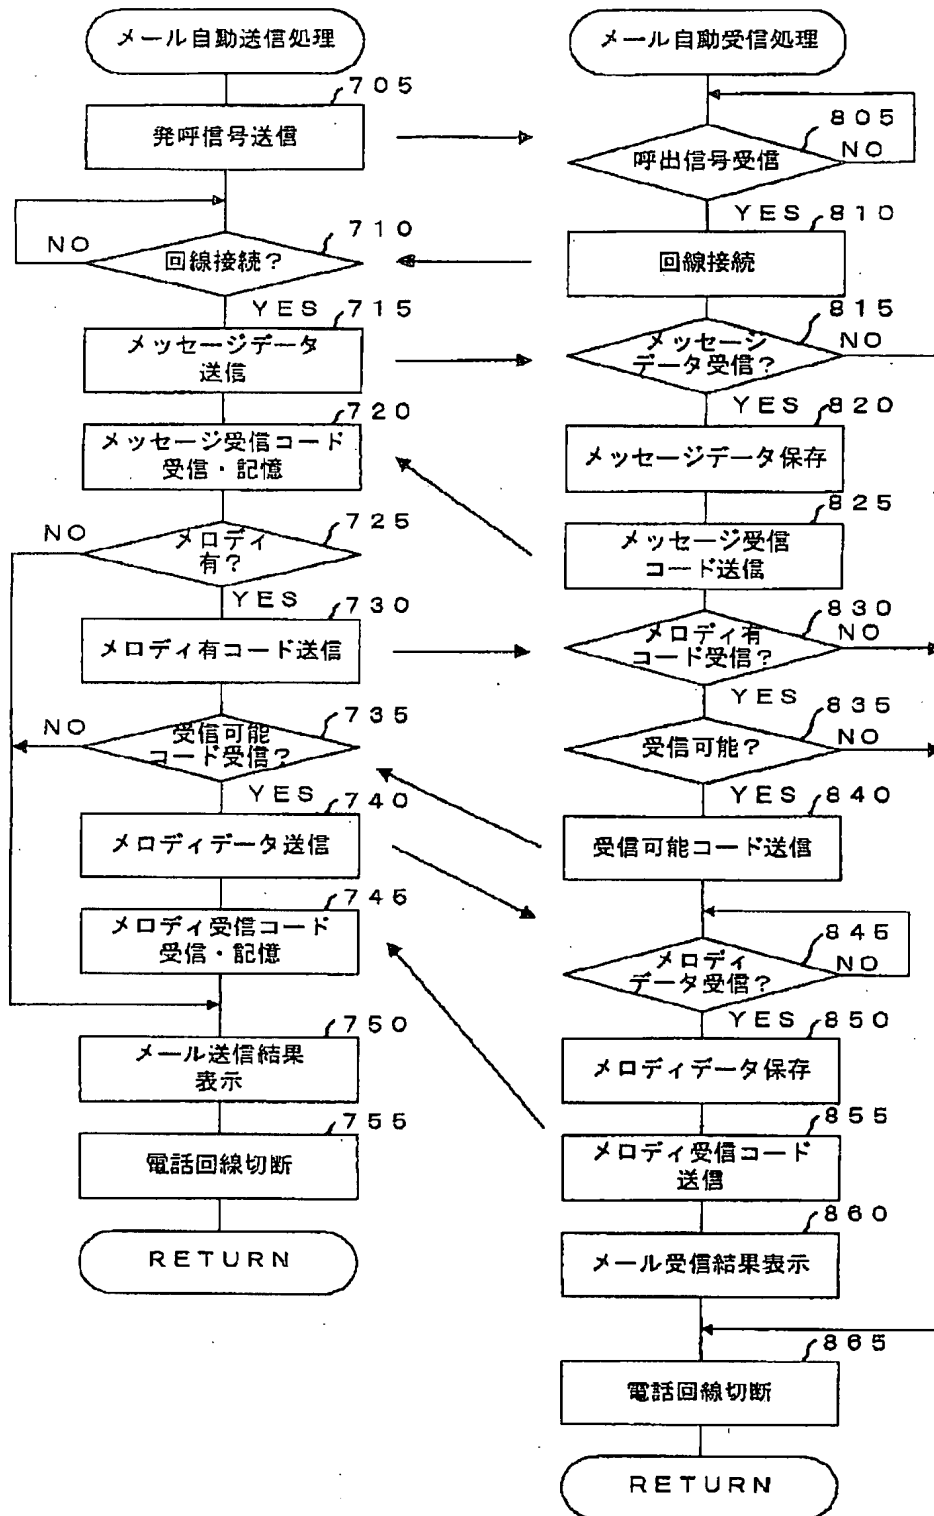 メール自動送信処理
705
発呼信号送信
NO
710
回線接続?
YES
715
メッセージデータ
送信
720
メッセージ受信コード
受信・記憶
NO
725
メロディ
有?
YES
730
メロディ有コード送信
NO
735
受信可能
コード受信?
YES
740
メロディデータ送信
745
メロディ受信コード
受信・記憶
750
メール送信結果
表示
755
電話回線切断
RETURN
メール自動受信処理
805
呼出信号受信
NO
YES
810
回線接続
815
メッセージ
データ受信?
NO
YES
820
メッセージデータ保存
825
メッセージ受信
コード送信
830
メロディ有
コード受信?
NO
YES
835
受信可能?
NO
YES
840
受信可能コード送信
845
メロディ
データ受信?
NO
YES
850
メロディデータ保存
855
メロディ受信コード
送信
860
メール受信結果表示
865
電話回線切断
RETURN